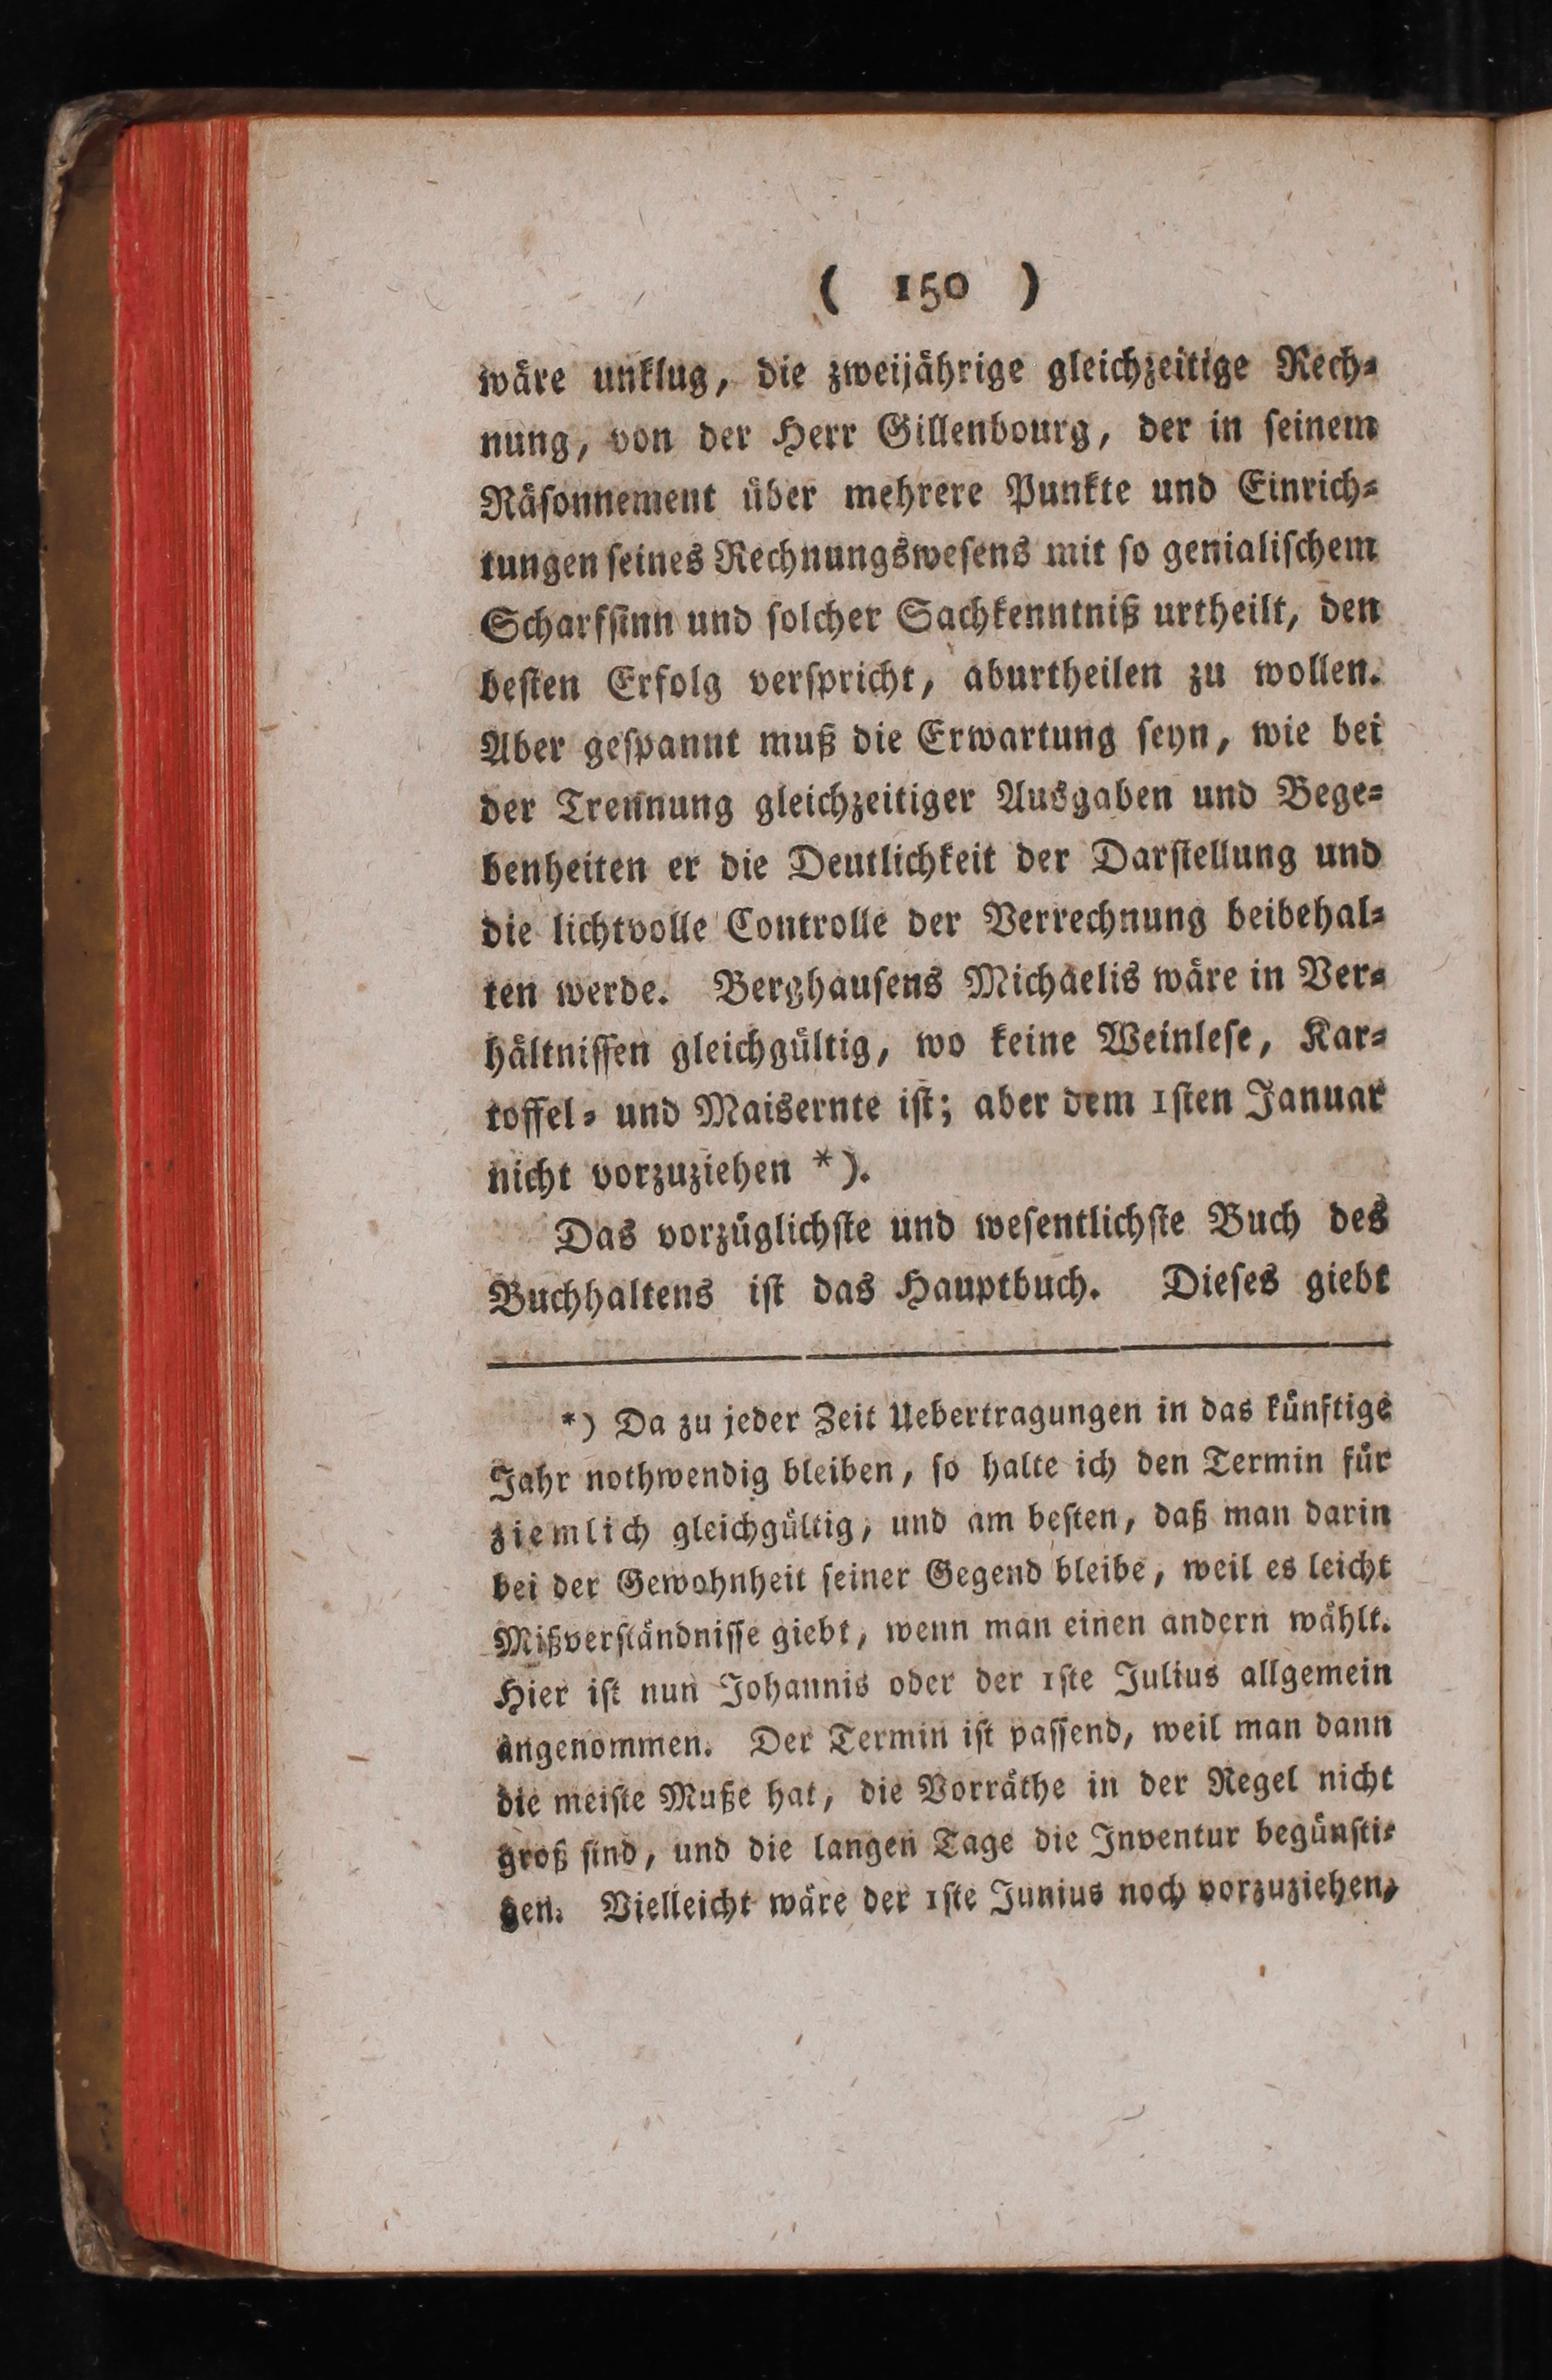 ( 150 )
wäre unklug, die zweijährige gleichzeitige Rech⸗
nung, von der Herr Gillenbourg, der in ſeinem
Räſonnement über mehrere Punkte und Einrich⸗
tungen ſeines Rechnungsweſens mit ſo genialiſchem
Scharfſinn und ſolcher Sachkenntniß urtheilt, den
beſten Erfolg verſpricht, aburtheilen zu wollen.
Aber geſpannt muß die Erwartung ſeyn, wie bei
der Trennung gleichzeitiger Ausgaben und Bege⸗
benheiten er die Deutlichkeit der Darſtellung und
die lichtvolle Controlle der Verrechnung beibehal⸗
ten werde. Berghauſens Michaelis wäre in Ver⸗
hältniſſen gleichgültig, wo keine Weinleſe, Kar⸗
toffel⸗ und Maisernte iſt; aber dem 1ſten Januar
nicht vorzuziehen *).
Das vorzüglichſte und weſentlichſte Buch des
Buchhaltens iſt das Hauptbuch. Dieſes giebt
*) Da zu jeder Zeit Uebertragungen in das künftige
Jahr nothwendig bleiben, ſo halte ich den Termin für
ziemlich gleichgültig, und am beſten, daß man darin
bei der Gewohnheit ſeiner Gegend bleibe, weil es leicht
Mißverſtändniſſe giebt, wenn man einen andern wählt.
Hier iſt nun Johannis oder der 1ſte Julius allgemein
angenommen. Der Termin iſt paſſend, weil man dann
die meiſte Muße hat, die Vorräthe in der Regel nicht
groß ſind, und die langen Tage die Inventur begünſti⸗
gen. Vielleicht wäre der 1ſte Junius noch vorzuziehen,